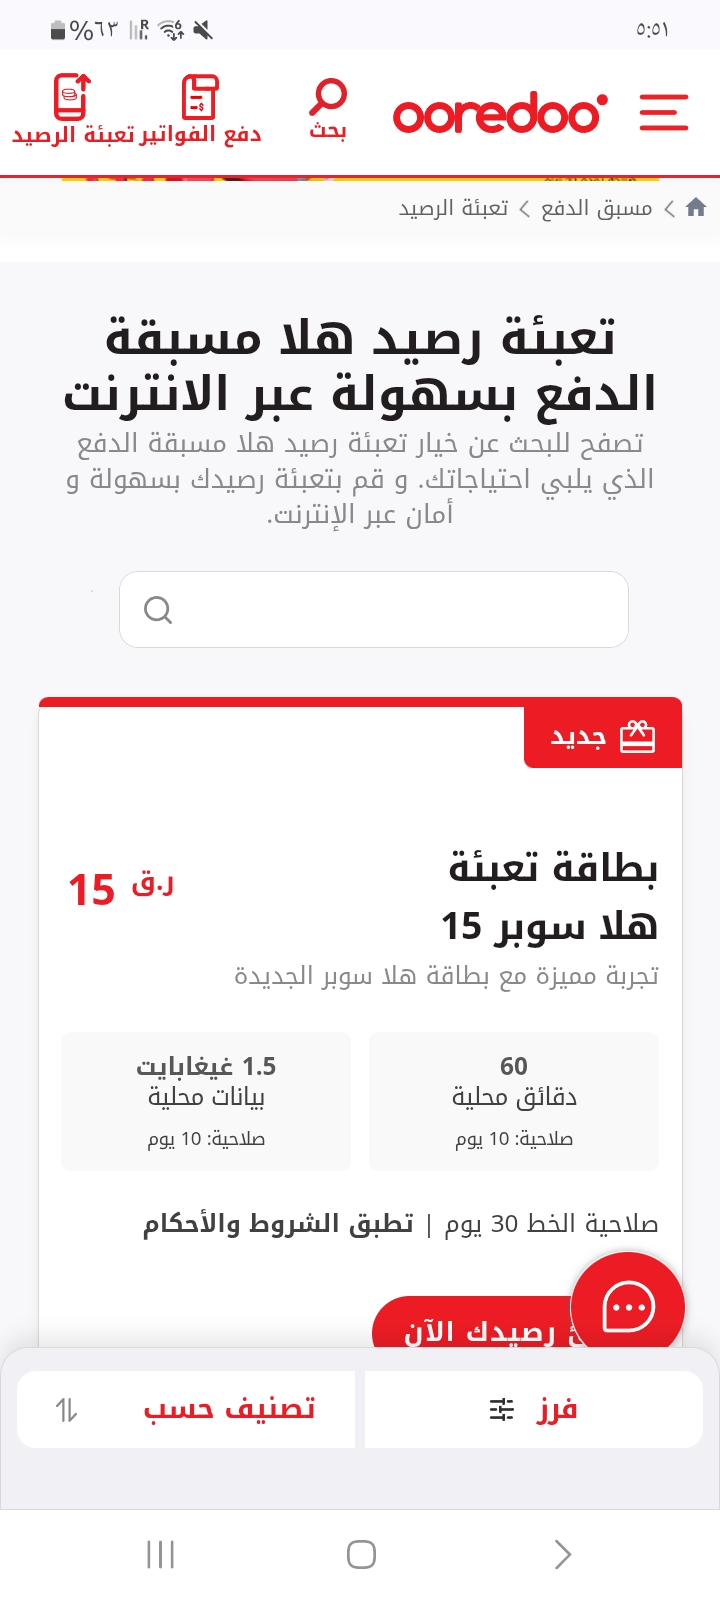 ٥:٥١
%٦٣
R
6
ooredoo
بحث
دفع الفواتير
تعبئة الرصيد
مسبق الدفع
تعبئة الرصيد
تعبئة رصيد هلا مسبقة
الدفع بسهولة عبر الانترنت
تصفح للبحث عن خيار تعبئة رصيد هلا مسبقة الدفع
الذي يلبي احتياجاتك. و قم بتعبئة رصيدك بسهولة و
أمان عبر الإنترنت.
جديد
بطاقة تعبئة
هلا سوبر 15
ر.ق 15
تجربة مميزة مع بطاقة هلا سوبر الجديدة
60
دقائق محلية
صلاحية: 10 يوم
1.5 غيغابايت
بيانات محلية
صلاحية: 10 يوم
صلاحية الخط 30 يوم | تطبق الشروط والأحكام
رصيدك الآن
فرز
تصنيف حسب